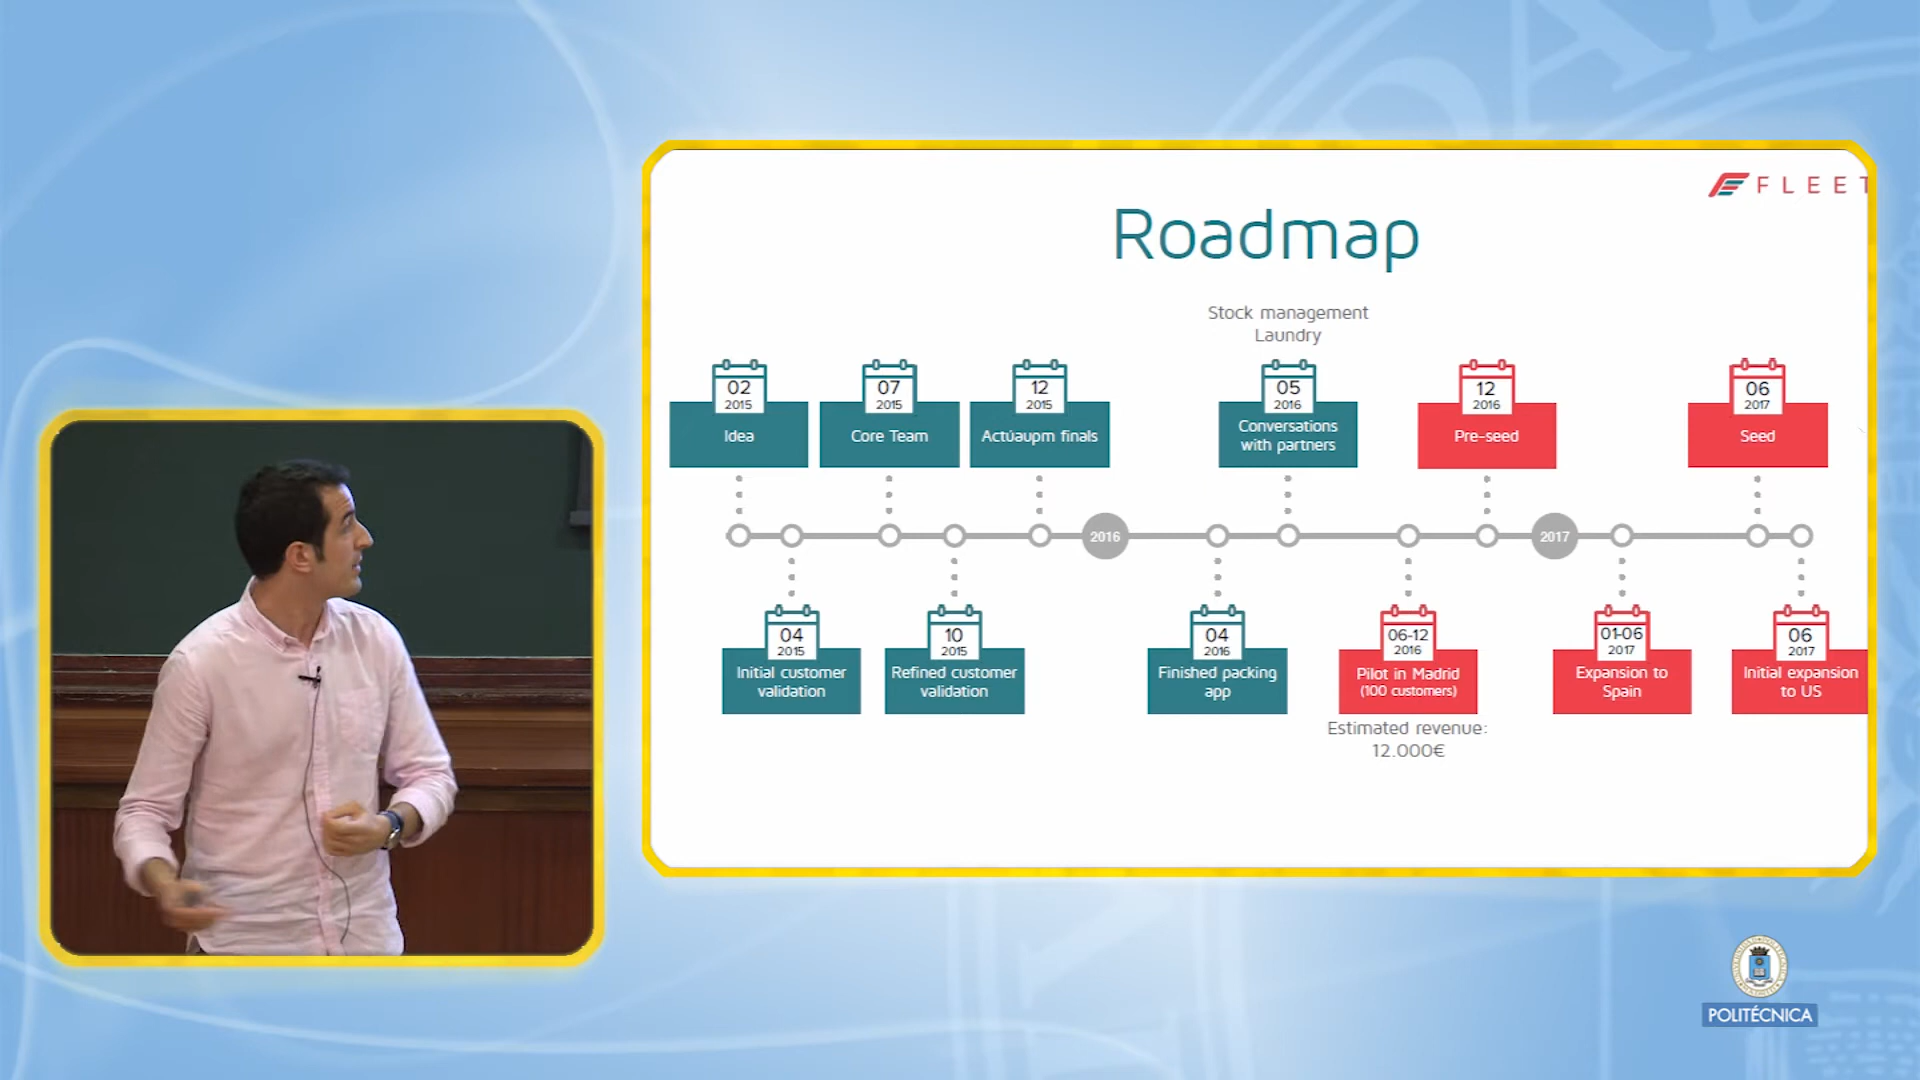 FLEET
Roadmap
Stock management
Laundry
02
2015
Idea
07
2015
Core Team
12
2015
Actúaupm finals
05
2016
Conversations
with partners
12
2016
Pre-seed
06
2017
Seed
2016
2017
04
2015
Initial customer
validation
10
2015
Refined customer
validation
04
2016
Finished packing
app
06-12
2016
Pilot in Madrid
(100 customers)
Estimated revenue:
12.000€
01-06
2017
Expansion to
Spain
06
2017
Initial expansion
to US
POLITÉCNICA